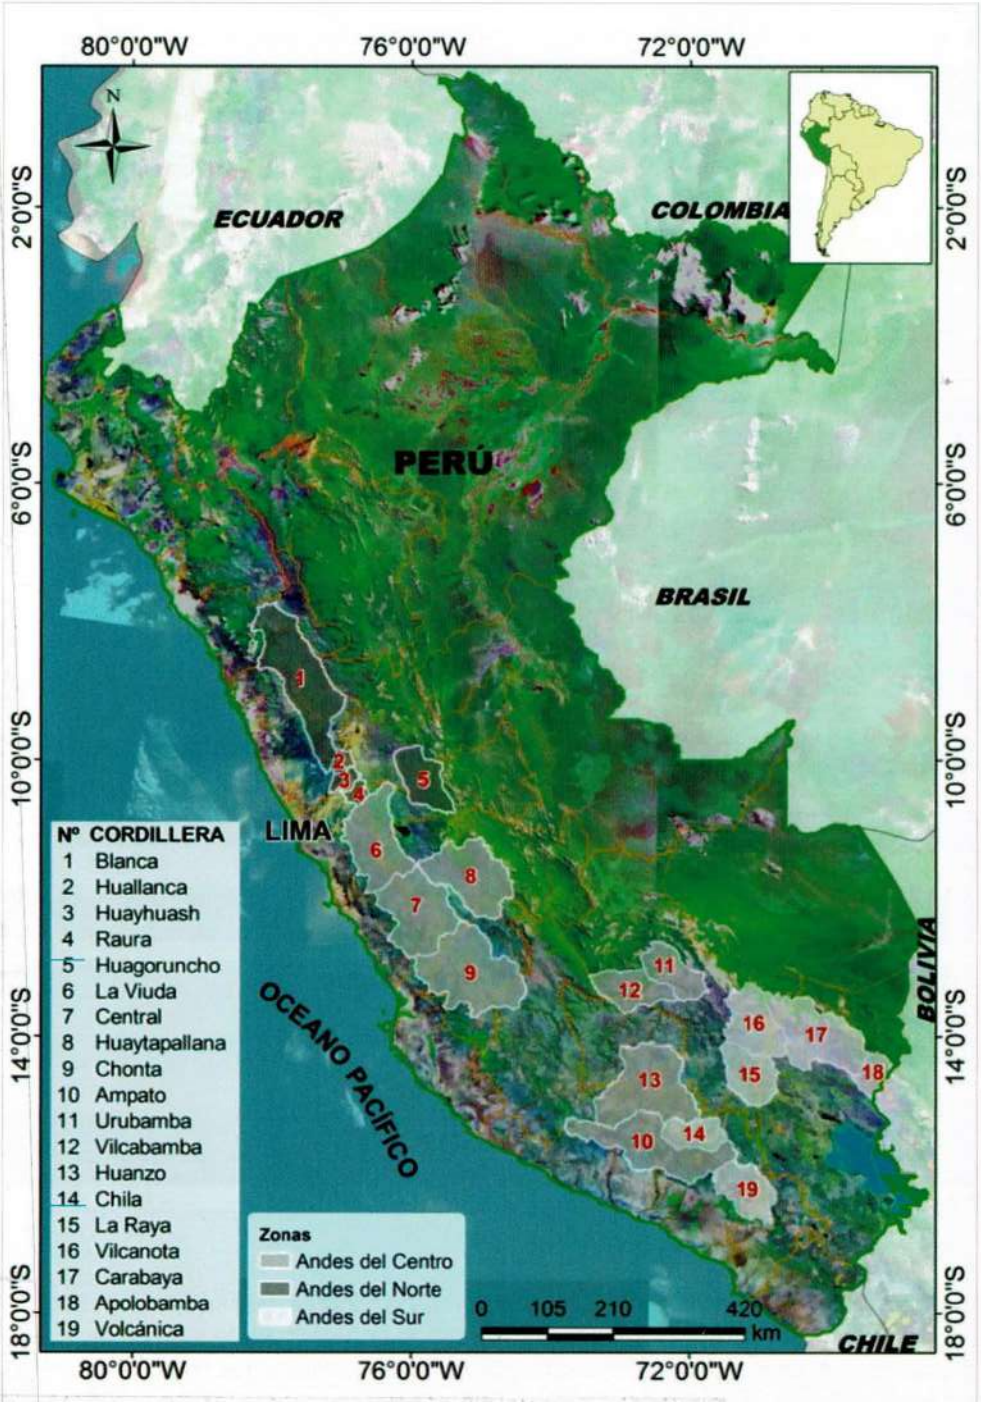 80°0'0"W 76°0'0"W 72°0'0"W
N
2°0'0"S
2°0'0"S
ECUADOR
COLOMBIA
PERÚ
6°0'0"S
6°0'0"S
BRASIL
1
2
3
4
5
10°0'0"S
10°0'0"S
LIMA
6
8
7
9
11
12
BOLIVIA
OCEANO PACÍFICO
16
17
18
15
13
14
10
19
14°0'0"S
14°0'0"S
Nº CORDILLERA
1 Blanca
2 Huallanca
3 Huayhuash
4 Raura
5 Huagoruncho
6 La Viuda
7 Central
8 Huaytapallana
9 Chonta
10 Ampato
11 Urubamba
12 Vilcabamba
13 Huanzo
14 Chila
15 La Raya
16 Vilcanota
17 Carabaya
18 Apolobamba
19 Volcánica
Zonas
Andes del Centro
Andes del Norte
Andes del Sur
0 105 210 420
km
CHILE
18°0'0"S
18°0'0"S
80°0'0"W 76°0'0"W 72°0'0"W